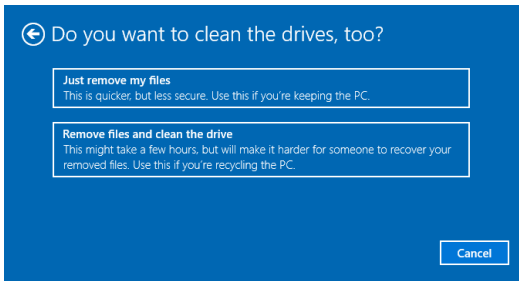 Do you want to clean the drives, too?
Just remove my files
This is quicker, but less secure. Use this if you're keeping the PC.
Remove files and clean the drive
This might take a few hours, but will make it harder for someone to recover your
removed files. Use this if you're recycling the PC.
Cancel